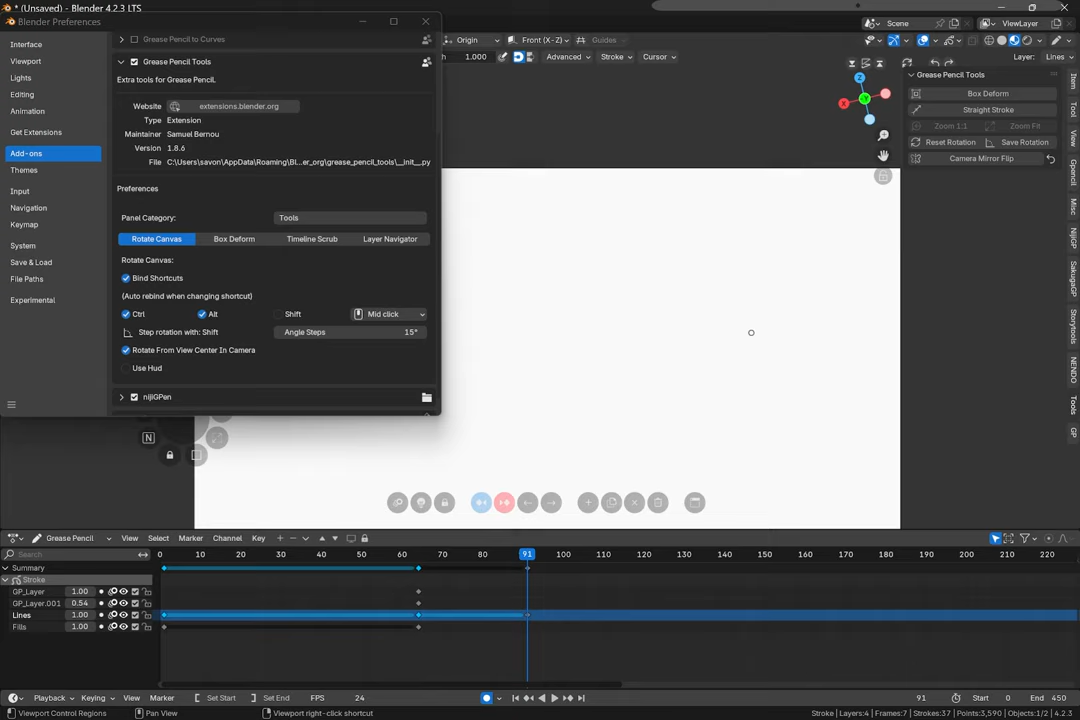 * (Unsaved) - Blender 4.2.3 LTS
Blender Preferences
Interface
Viewport
Lights
Editing
Animation
Get Extensions
Add-ons
Themes
Input
Navigation
Keymap
System
Save & Load
File Paths
Experimental
Grease Pencil to Curves
Grease Pencil Tools
Extra tools for Grease Pencil.
Website extensions.blender.org
Type Extension
Maintainer Samuel Bernou
Version 1.8.6
File C:\Users\savon\AppData\Roaming\Bl...er_org\grease_pencil_tools\__init__.py
Preferences
Panel Category: Tools
Rotate Canvas Box Deform Timeline Scrub Layer Navigator
Rotate Canvas:
Bind Shortcuts
(Auto rebind when changing shortcut)
Ctrl Alt Shift Mid click
Step rotation with: Shift Angle Steps 15°
Rotate From View Center In Camera
Use Hud
nijiGPen
Scene ViewLayer
Origin Front (X-Z) Guides
1.000 Advanced Stroke Cursor Layer: Lines
Z
X
-Y
Grease Pencil Tools
Box Deform
Straight Stroke
Zoom 1:1 Zoom Fit
Reset Rotation Save Rotation
Camera Mirror Flip
Item
Tool
View
Gpencil
Misc
NijiGP
SakugaGP
Storytools
NENDO
Tools
GP
N
Grease Pencil View Select Marker Channel Key
Search 0 10 20 30 40 50 60 70 80 91 100 110 120 130 140 150 160 170 180 190 200 210 220
Summary
Stroke
GP_Layer 1.00
GP_Layer.001 0.54
Lines 1.00
Fills 1.00
Playback Keying View Marker Set Start Set End FPS 24 91 Start 0 End 450
Viewport Control Regions Pan View Viewport right-click shortcut Stroke | Layers:4 | Frames:7 | Strokes:37 | Points:3,590 | Objects:1/2 | 4.2.3